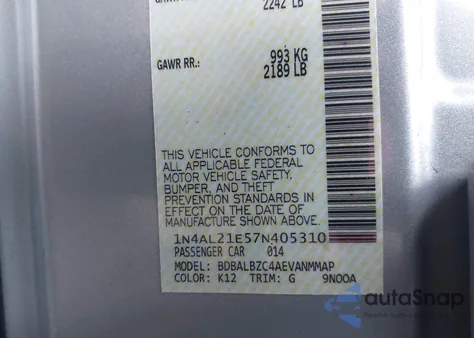 2242 LB
993 KG
GAWR RR.:
2189 LB
THIS VEHICLE CONFORMS TO
ALL APPLICABLE FEDERAL
MOTOR VEHICLE SAFETY,
BUMPER, AND THEFT
PREVENTION STANDARDS IN
EFFECT ON THE DATE OF
MANUFACTURE SHOWN ABOVE.
1N4AL21E57N405310
PASSENGER CAR 014
MODEL: BDBALBZC4AEVANMMAP
COLOR: K12 TRIM: G 9NOOA
autoSnap